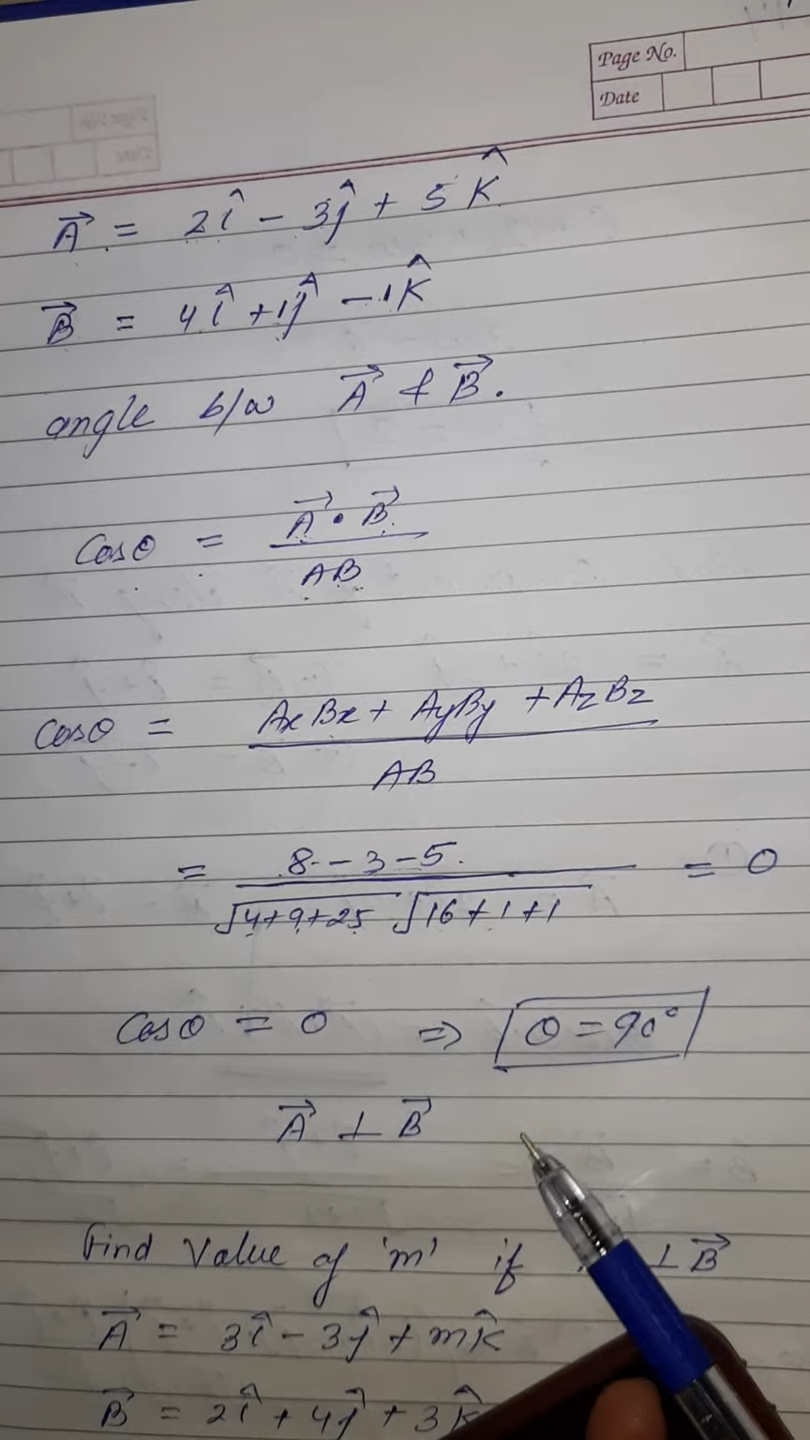 Page No.
Date
A⃗ = 2î - 3ĵ + 5K̂
B⃗ = 4î + 1ĵ - 1K̂
angle b/w A⃗ & B⃗.
Cosθ = A⃗ · B⃗ / AB
Cosθ = AxBx + AyBy + AzBz / AB
= 8 - 3 - 5 / √4+9+25 √16+1+1 = 0
Cosθ = 0 ⇒ θ = 90°
A⃗ ⊥ B⃗
Find Value of 'm' if ⊥ B⃗
A⃗ = 3î - 3ĵ + mk̂
B⃗ = 2î + 4ĵ + 3k̂